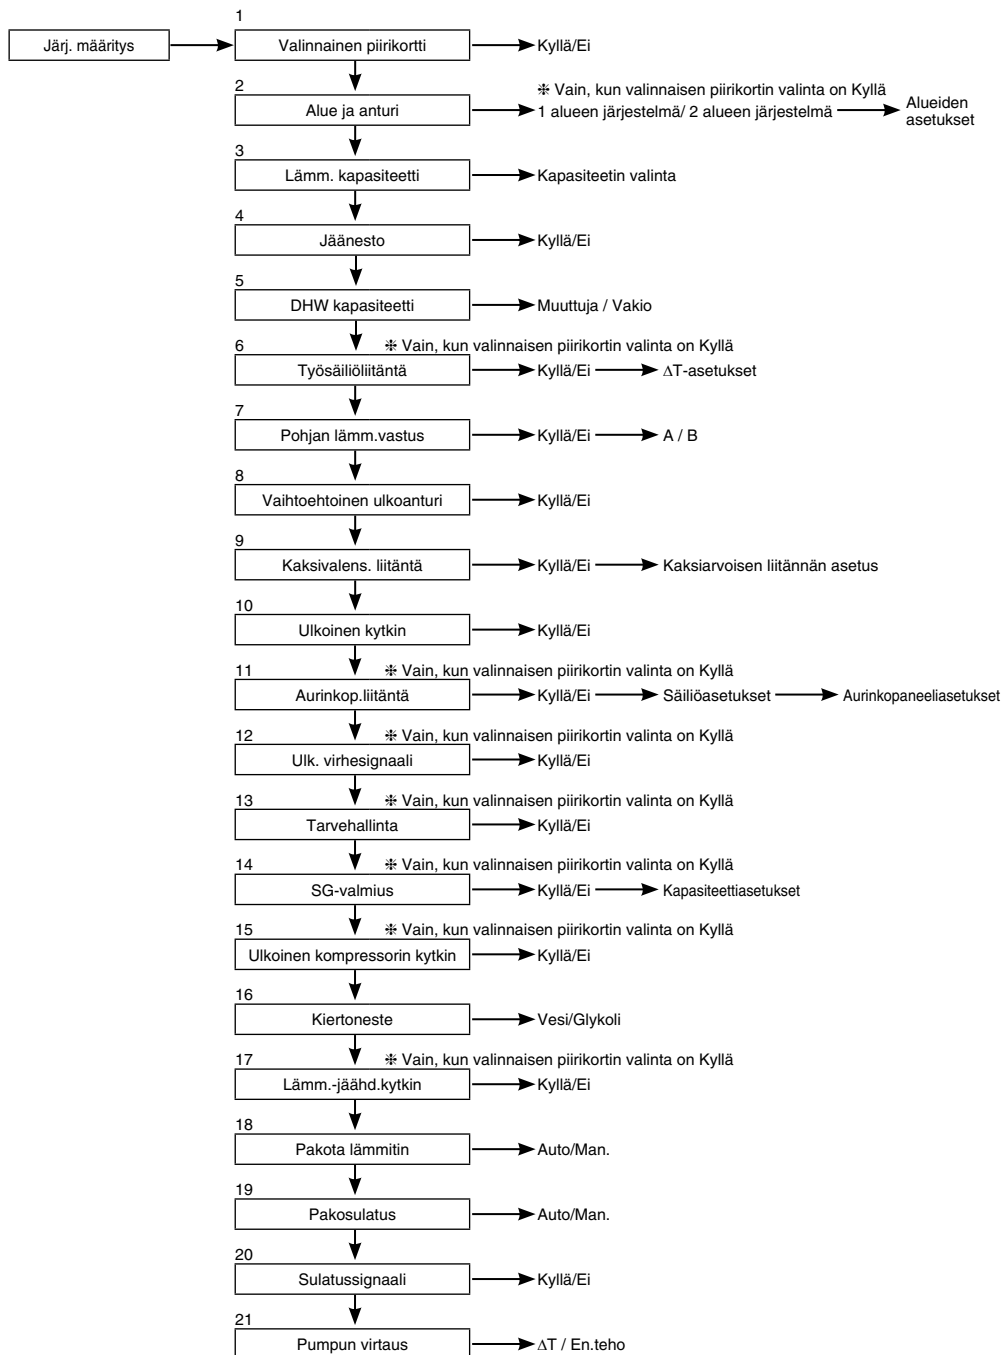 1
Järj. määritys
Valinnainen piirikortti
Kyllä/Ei
2
❉ Vain, kun valinnaisen piirikortin valinta on Kyllä
Alue ja anturi
1 alueen järjestelmä/ 2 alueen järjestelmä
Alueiden
asetukset
3
Lämm. kapasiteetti
Kapasiteetin valinta
4
Jäänesto
Kyllä/Ei
5
DHW kapasiteetti
Muuttuja / Vakio
6
❉ Vain, kun valinnaisen piirikortin valinta on Kyllä
Työsäiliöliitäntä
Kyllä/Ei
∆T-asetukset
7
Pohjan lämm.vastus
Kyllä/Ei
A / B
8
Vaihtoehtoinen ulkoanturi
Kyllä/Ei
9
Kaksivalens. liitäntä
Kyllä/Ei
Kaksiarvoisen liitännän asetus
10
Ulkoinen kytkin
Kyllä/Ei
11
❉ Vain, kun valinnaisen piirikortin valinta on Kyllä
Aurinkop.liitäntä
Kyllä/Ei
Säiliöasetukset
Aurinkopaneeliasetukset
12
❉ Vain, kun valinnaisen piirikortin valinta on Kyllä
Ulk. virhesignaali
Kyllä/Ei
13
❉ Vain, kun valinnaisen piirikortin valinta on Kyllä
Tarvehallinta
Kyllä/Ei
14
❉ Vain, kun valinnaisen piirikortin valinta on Kyllä
SG-valmius
Kyllä/Ei
Kapasiteettiasetukset
15
❉ Vain, kun valinnaisen piirikortin valinta on Kyllä
Ulkoinen kompressorin kytkin
Kyllä/Ei
16
Kiertoneste
Vesi/Glykoli
17
❉ Vain, kun valinnaisen piirikortin valinta on Kyllä
Lämm.-jäähd.kytkin
Kyllä/Ei
18
Pakota lämmitin
Auto/Man.
19
Pakosulatus
Auto/Man.
20
Sulatussignaali
Kyllä/Ei
21
Pumpun virtaus
∆T / En.teho